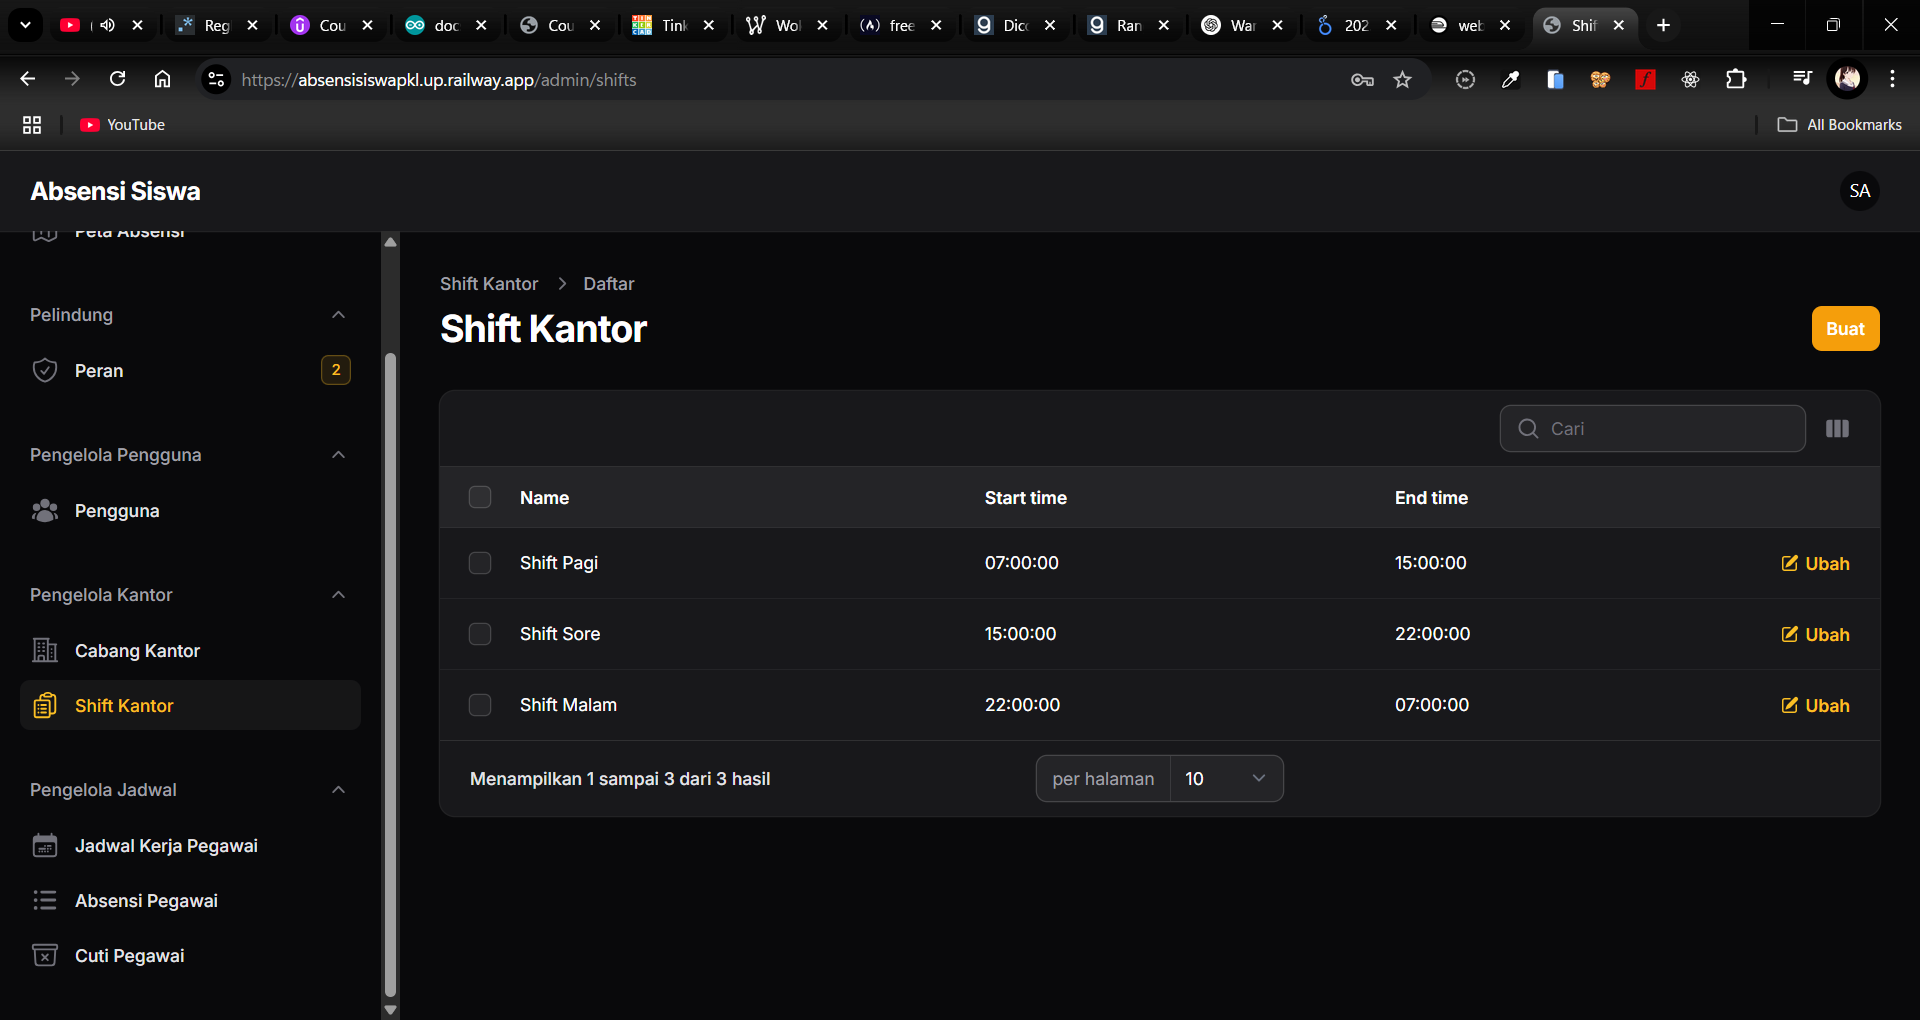 Reg
Cou
doc
Cou
Tink
Wo
free
Dicc
Ran
War
202
web
Shif
https://absensisiswapkl.up.railway.app/admin/shifts
YouTube
All Bookmarks
Absensi Siswa
SA
Peta Absensi
Pelindung
Peran
2
Pengelola Pengguna
Pengguna
Pengelola Kantor
Cabang Kantor
Shift Kantor
Pengelola Jadwal
Jadwal Kerja Pegawai
Absensi Pegawai
Cuti Pegawai
Shift Kantor > Daftar
Shift Kantor
Buat
Cari
Name Start time End time
Shift Pagi 07:00:00 15:00:00 Ubah
Shift Sore 15:00:00 22:00:00 Ubah
Shift Malam 22:00:00 07:00:00 Ubah
Menampilkan 1 sampai 3 dari 3 hasil
per halaman 10